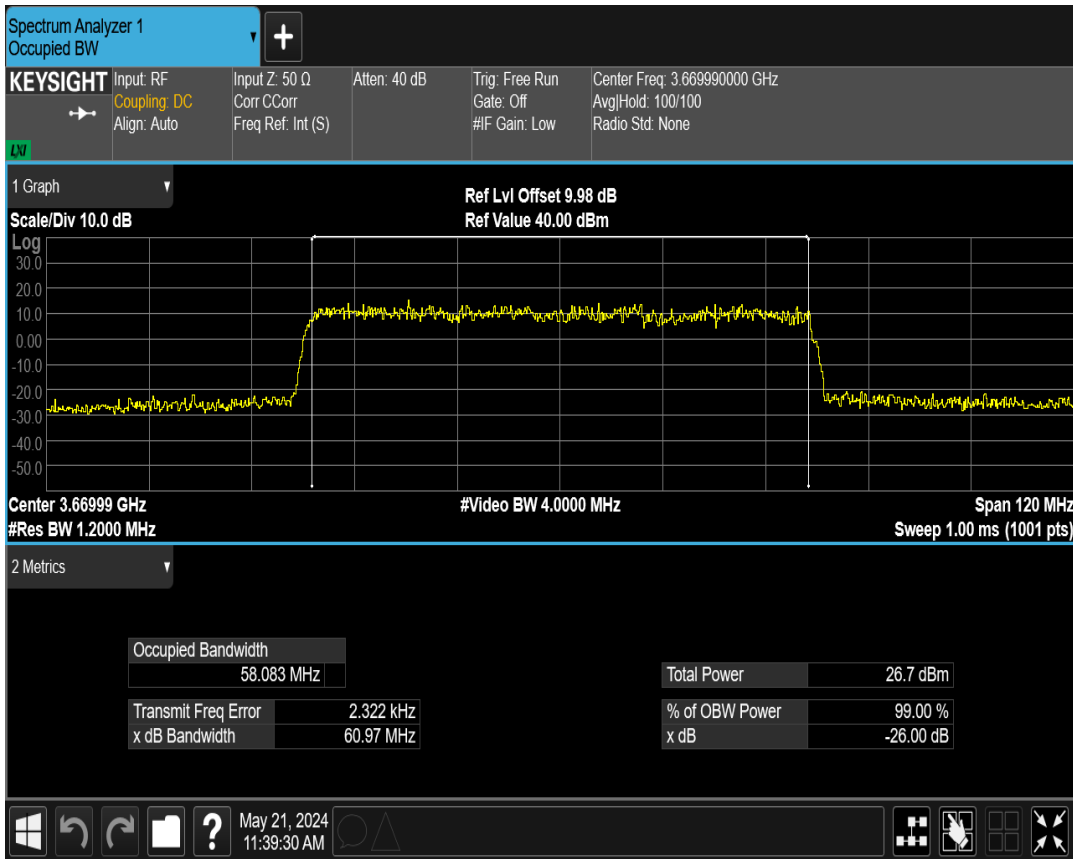 Spectrum Analyzer 1
Occupied BW
KEYSIGHT
LXI
Input: RF
Coupling: DC
Align: Auto
Input Z: 50 Ω
Corr CCorr
Freq Ref: Int (S)
Atten: 40 dB
Trig: Free Run
Gate: Off
#IF Gain: Low
Center Freq: 3.669990000 GHz
Avg|Hold: 100/100
Radio Std: None
1 Graph
Scale/Div 10.0 dB
Ref Lvl Offset 9.98 dB
Ref Value 40.00 dBm
Log
30.0
20.0
10.0
0.00
-10.0
-20.0
-30.0
-40.0
-50.0
Center 3.66999 GHz
#Res BW 1.2000 MHz
#Video BW 4.0000 MHz
Span 120 MHz
Sweep 1.00 ms (1001 pts)
2 Metrics
Occupied Bandwidth
58.083 MHz
Transmit Freq Error 2.322 kHz
x dB Bandwidth 60.97 MHz
Total Power 26.7 dBm
% of OBW Power 99.00 %
x dB -26.00 dB
?
May 21, 2024
11:39:30 AM